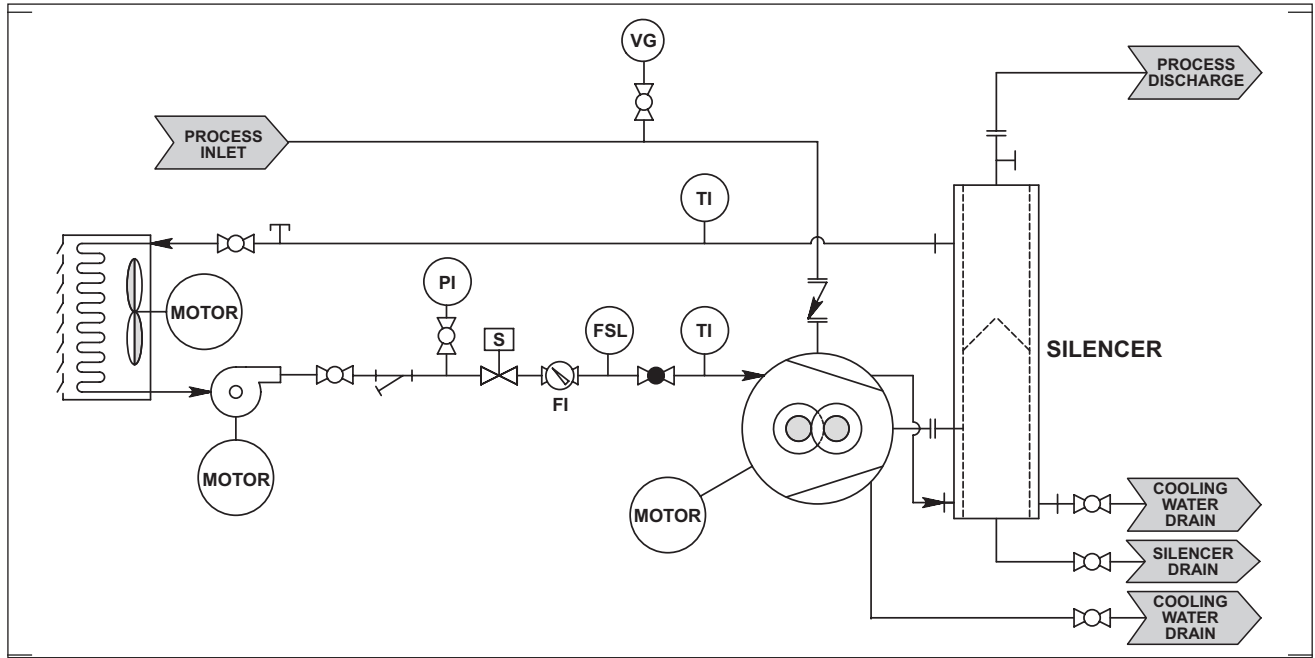 VG
PROCESS
DISCHARGE
PROCESS
INLET
TI
MOTOR
PI
S
FSL
TI
FI
SILENCER
MOTOR
MOTOR
COOLING
WATER
DRAIN
SILENCER
DRAIN
COOLING
WATER
DRAIN